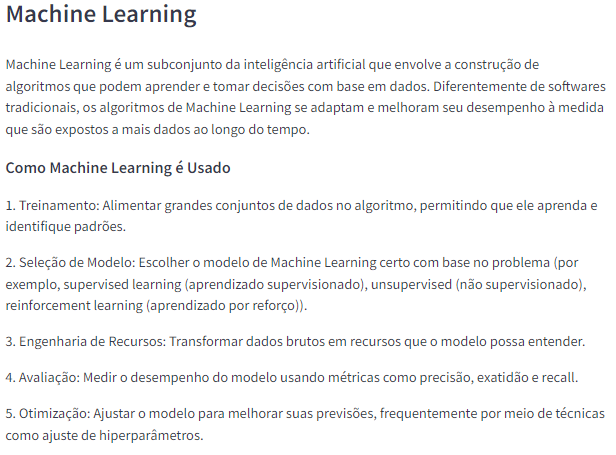 Machine Learning
Machine Learning é um subconjunto da inteligência artificial que envolve a construção de
algoritmos que podem aprender e tomar decisões com base em dados. Diferentemente de softwares
tradicionais, os algoritmos de Machine Learning se adaptam e melhoram seu desempenho à medida
que são expostos a mais dados ao longo do tempo.
Como Machine Learning é Usado
1. Treinamento: Alimentar grandes conjuntos de dados no algoritmo, permitindo que ele aprenda e
identifique padrões.
2. Seleção de Modelo: Escolher o modelo de Machine Learning certo com base no problema (por
exemplo, supervised learning (aprendizado supervisionado), unsupervised (não supervisionado),
reinforcement learning (aprendizado por reforço)).
3. Engenharia de Recursos: Transformar dados brutos em recursos que o modelo possa entender.
4. Avaliação: Medir o desempenho do modelo usando métricas como precisão, exatidão e recall.
5. Otimização: Ajustar o modelo para melhorar suas previsões, frequentemente por meio de técnicas
como ajuste de hiperparâmetros.